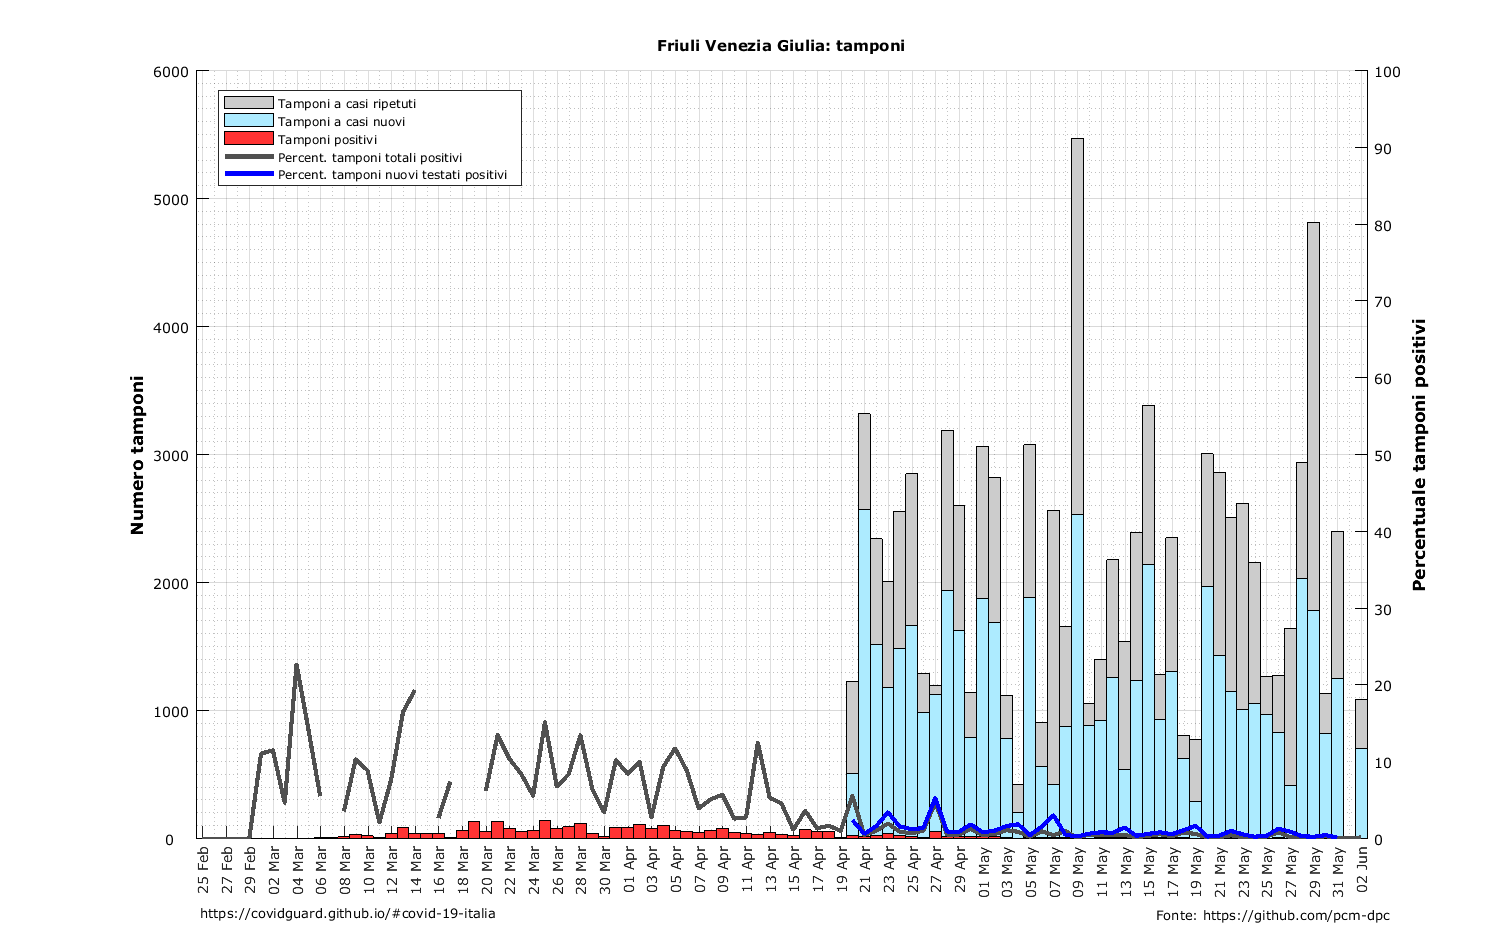 Friuli Venezia Giulia: tamponi
Tamponi a casi ripetuti
Tamponi a casi nuovi
Tamponi positivi
Percent. tamponi totali positivi
Percent. tamponi nuovi testati positivi
Numero tamponi
6000
5000
4000
3000
2000
1000
0
Percentuale tamponi positivi
100
90
80
70
60
50
40
30
20
10
0
25 Feb
27 Feb
29 Feb
02 Mar
04 Mar
06 Mar
08 Mar
10 Mar
12 Mar
14 Mar
16 Mar
18 Mar
20 Mar
22 Mar
24 Mar
26 Mar
28 Mar
30 Mar
01 Apr
03 Apr
05 Apr
07 Apr
09 Apr
11 Apr
13 Apr
15 Apr
17 Apr
19 Apr
21 Apr
23 Apr
25 Apr
27 Apr
29 Apr
01 May
03 May
05 May
07 May
09 May
11 May
13 May
15 May
17 May
19 May
21 May
23 May
25 May
27 May
29 May
31 May
02 Jun
https://covidguard.github.io/#covid-19-italia
Fonte: https://github.com/pcm-dpc